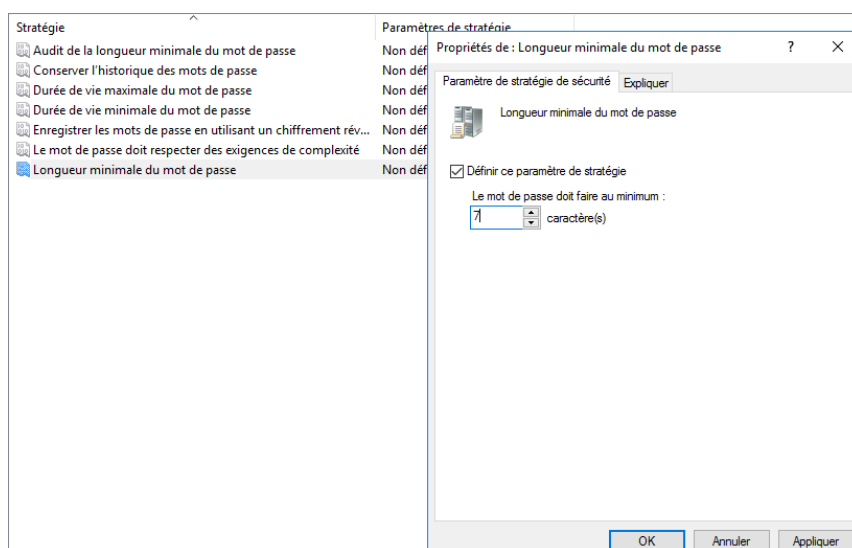 Stratégie
Paramètres de stratégie
Audit de la longueur minimale du mot de passe Non déf
Conserver l'historique des mots de passe Non déf
Durée de vie maximale du mot de passe Non déf
Durée de vie minimale du mot de passe Non déf
Enregistrer les mots de passe en utilisant un chiffrement rév... Non déf
Le mot de passe doit respecter des exigences de complexité Non déf
Longueur minimale du mot de passe Non déf
Propriétés de : Longueur minimale du mot de passe ?
Paramètre de stratégie de sécurité Expliquer
Longueur minimale du mot de passe
Définir ce paramètre de stratégie
Le mot de passe doit faire au minimum :
7 caractère(s)
OK Annuler Appliquer